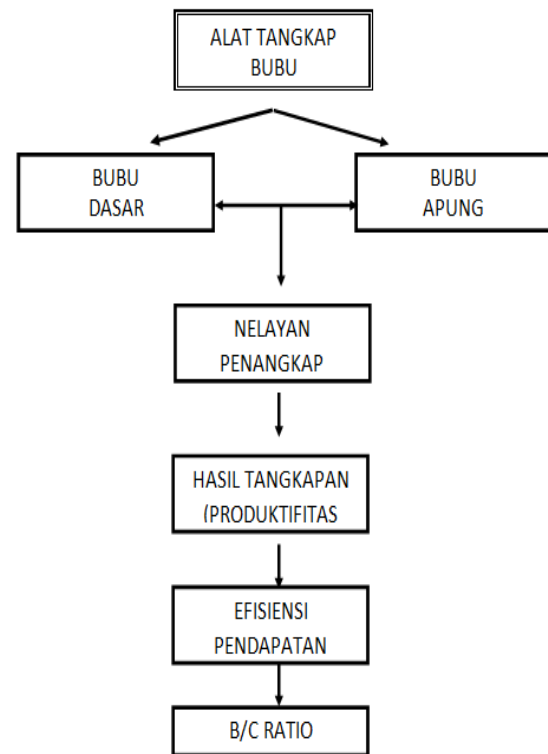 ALAT TANGKAP
BUBU
BUBU
DASAR
BUBU
APUNG
NELAYAN
PENANGKAP
HASIL TANGKAPAN
(PRODUKTIFITAS
EFISIENSI
PENDAPATAN
B/C RATIO